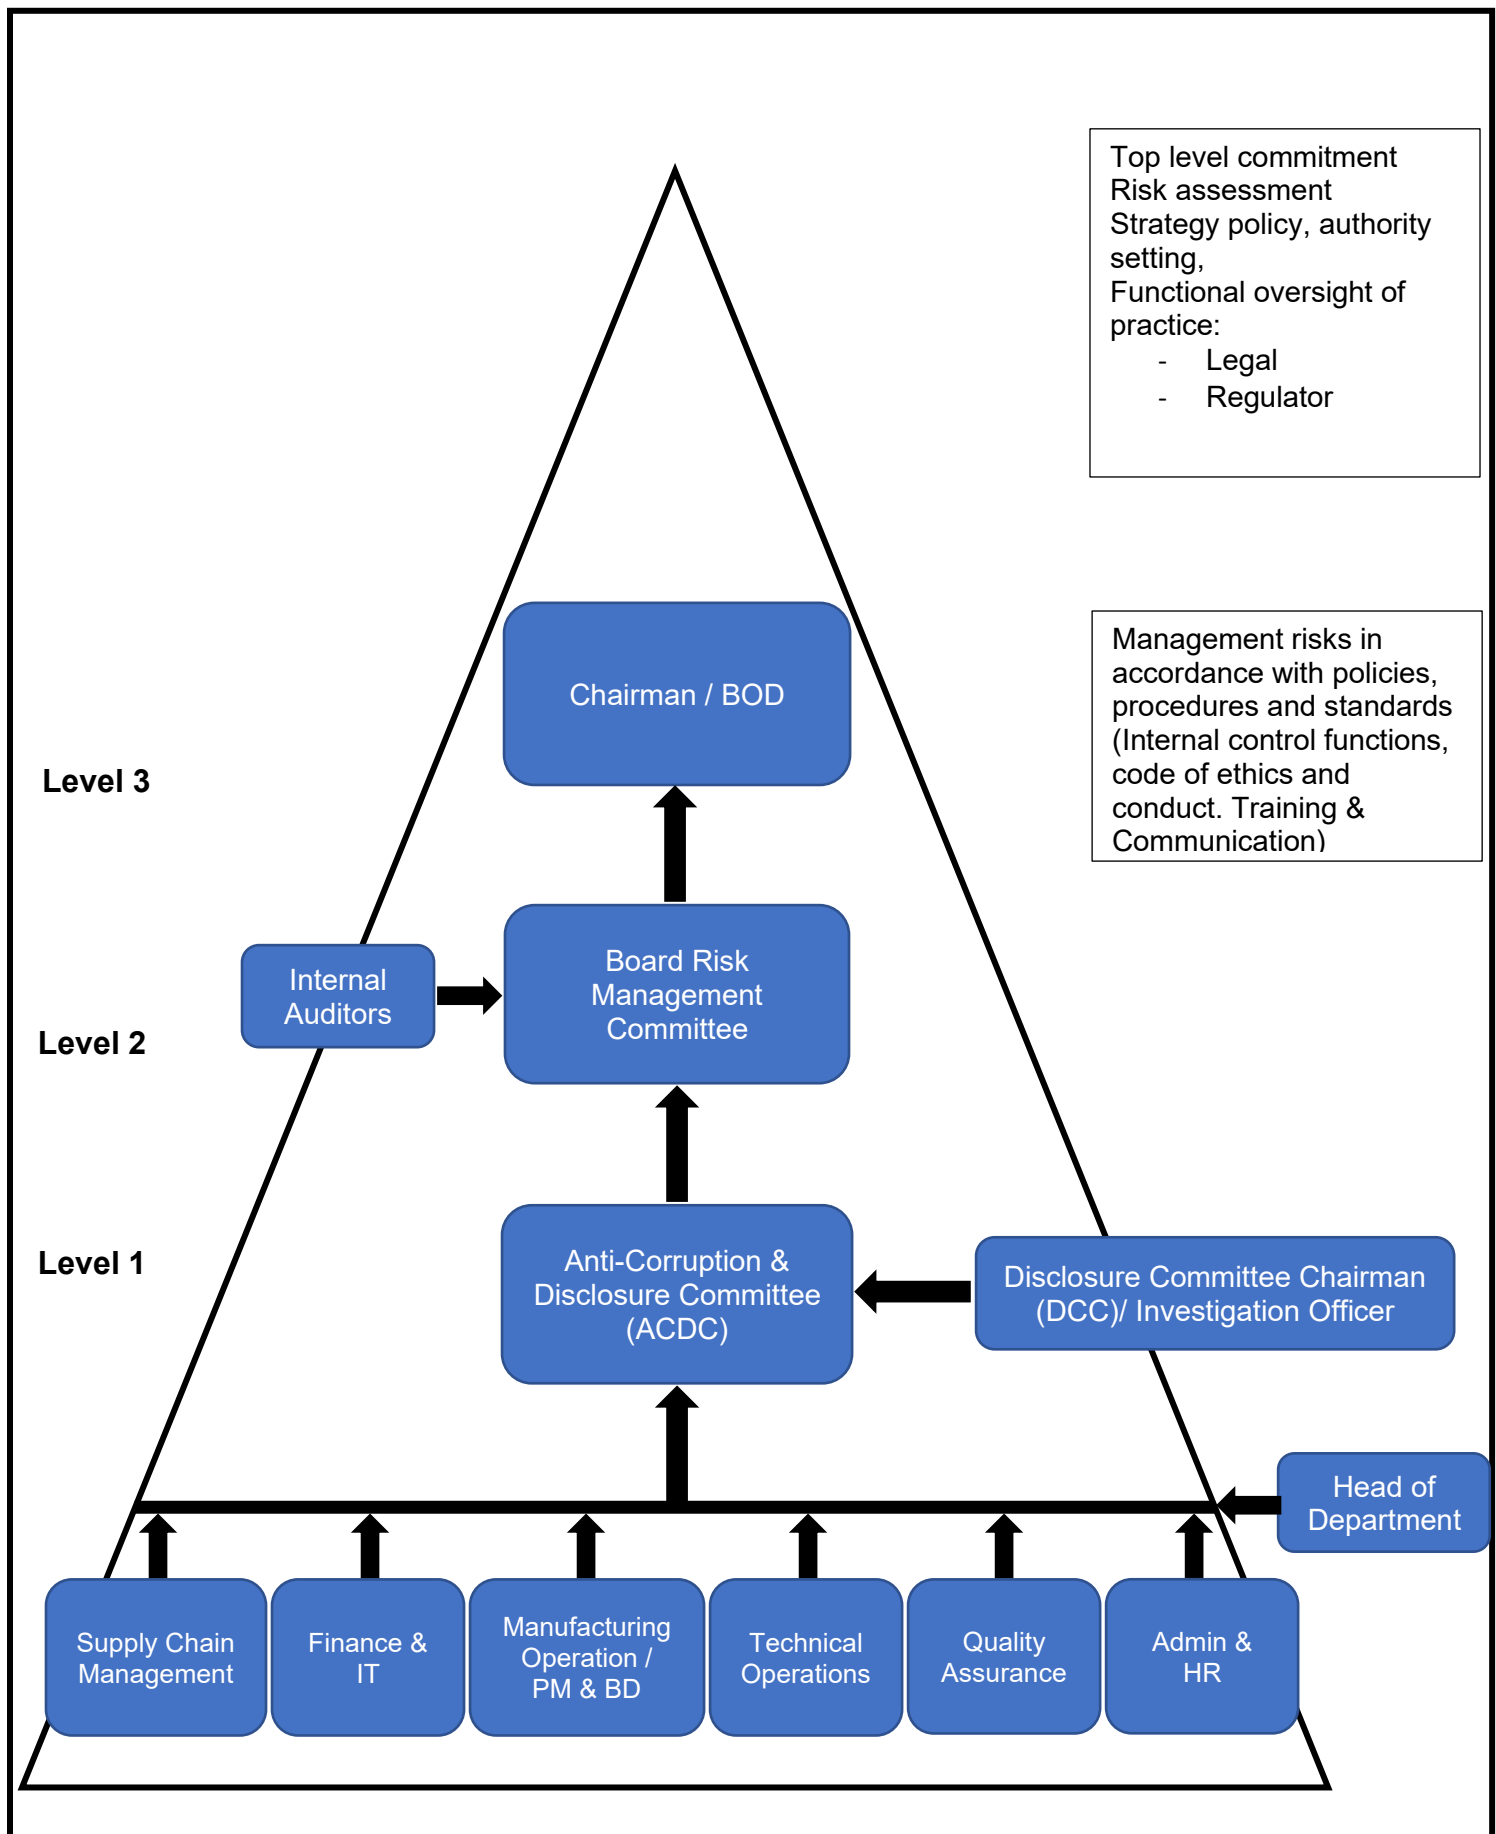 Top level commitment
Risk assessment
Strategy policy, authority
setting,
Functional oversight of
practice:
- Legal
- Regulator
Management risks in
accordance with policies,
procedures and standards
(Internal control functions,
code of ethics and
conduct. Training &
Communication)
Chairman / BOD
Level 3
Board Risk
Management
Committee
Internal
Auditors
Level 2
Anti-Corruption &
Disclosure Committee
(ACDC)
Level 1
Disclosure Committee Chairman
(DCC)/ Investigation Officer
Head of
Department
Supply Chain
Management
Finance &
IT
Manufacturing
Operation /
PM & BD
Technical
Operations
Quality
Assurance
Admin &
HR